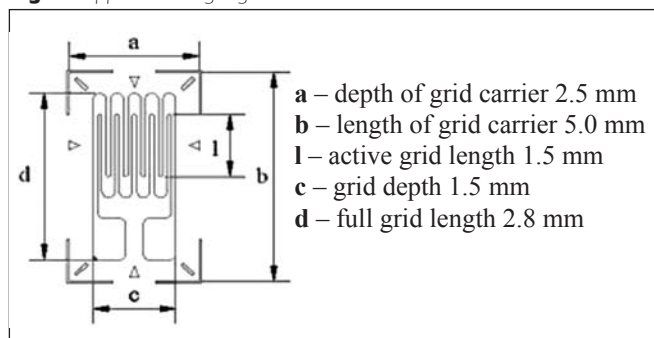 a
d
l
b
c
a – depth of grid carrier 2.5 mm
b – length of grid carrier 5.0 mm
l – active grid length 1.5 mm
c – grid depth 1.5 mm
d – full grid length 2.8 mm